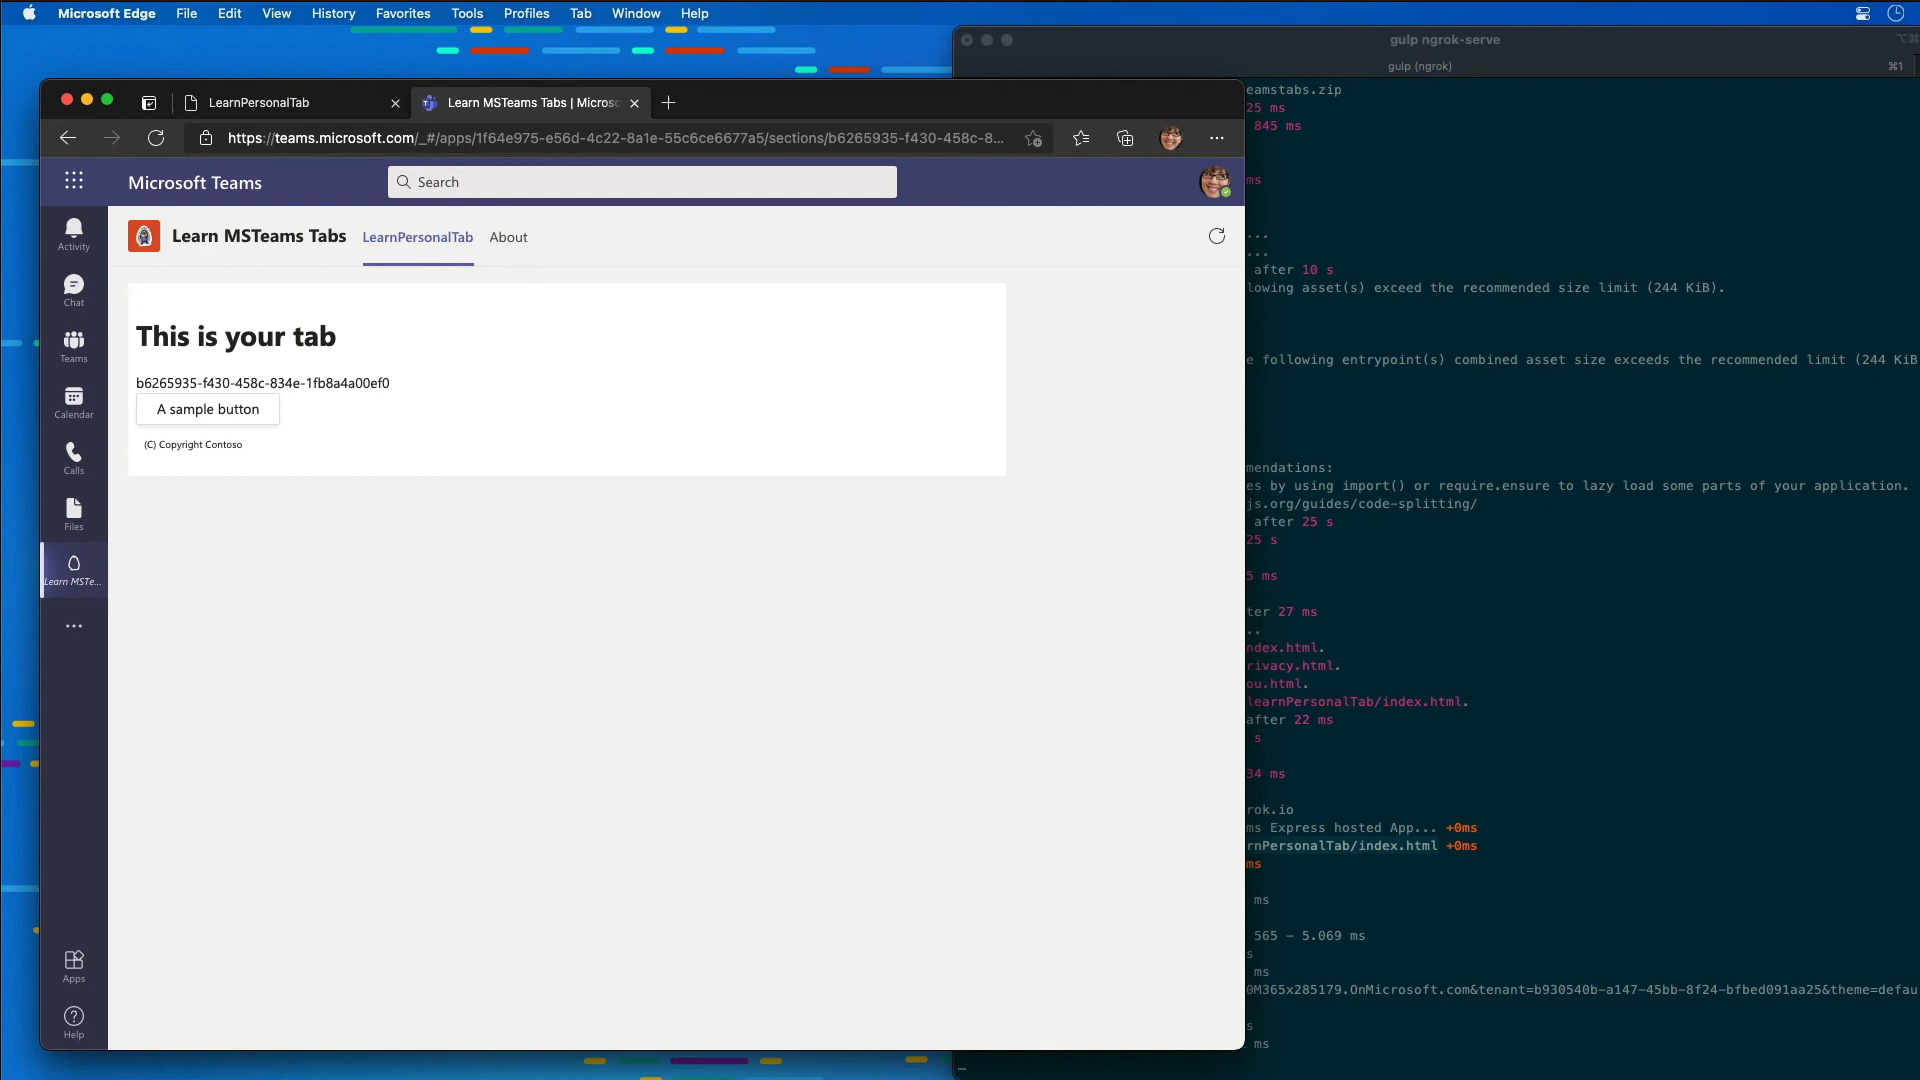 Microsoft Edge File Edit View History Favorites Tools Profiles Tab Window Help
gulp ngrok-serve
gulp (ngrok) ⌘1
LearnPersonalTab
Learn MSTeams Tabs | Micros
https://teams.microsoft.com/_#/apps/1f64e975-e56d-4c22-8a1e-55c6ce6677a5/sections/b6265935-f430-458c-8...
Microsoft Teams
Search
Activity
Chat
Teams
Calendar
Calls
Files
Learn MSTe...
Apps
Help
Learn MSTeams Tabs LearnPersonalTab About
This is your tab
b6265935-f430-458c-834e-1fb8a4a00ef0
A sample button
(C) Copyright Contoso
eamstabs.zip
25 ms
845 ms
ms
...
...
after 10 s
lowing asset(s) exceed the recommended size limit (244 KiB).
e following entrypoint(s) combined asset size exceeds the recommended limit (244 KiB
mendations:
es by using import() or require.ensure to lazy load some parts of your application.
js.org/guides/code-splitting/
after 25 s
25 s
5 ms
ter 27 ms
..
ndex.html.
rivacy.html.
ou.html.
learnPersonalTab/index.html.
after 22 ms
s
34 ms
rok.io
ms Express hosted App... +0ms
rnPersonalTab/index.html +0ms
ms
ms
565 – 5.069 ms
s
ms
0M365x285179.OnMicrosoft.com&tenant=b930540b-a147-45bb-8f24-bfbed091aa25&theme=defau
s
ms